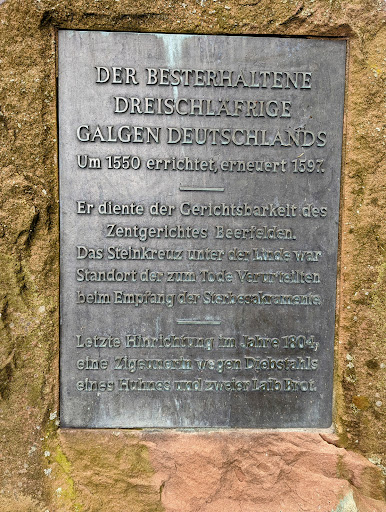 DER BESTERHALTENE
DREISCHLÄFRIGE
GALGEN DEUTSCHLANDS
Um 1550 errichtet, erneuert 1597.
Er diente der Gerichtsbarkeit des
Zentgerichtes Beerfelden.
Das Steinkreuz unter der Linde war
Standort der zum Tode Verurteilten
beim Empfang der Sterbesakramente.
Letzte Hinrichtung im Jahre 1804,
eine Zigeunerin wegen Diebstahls
eines Huhnes und zweier Laib Brot.